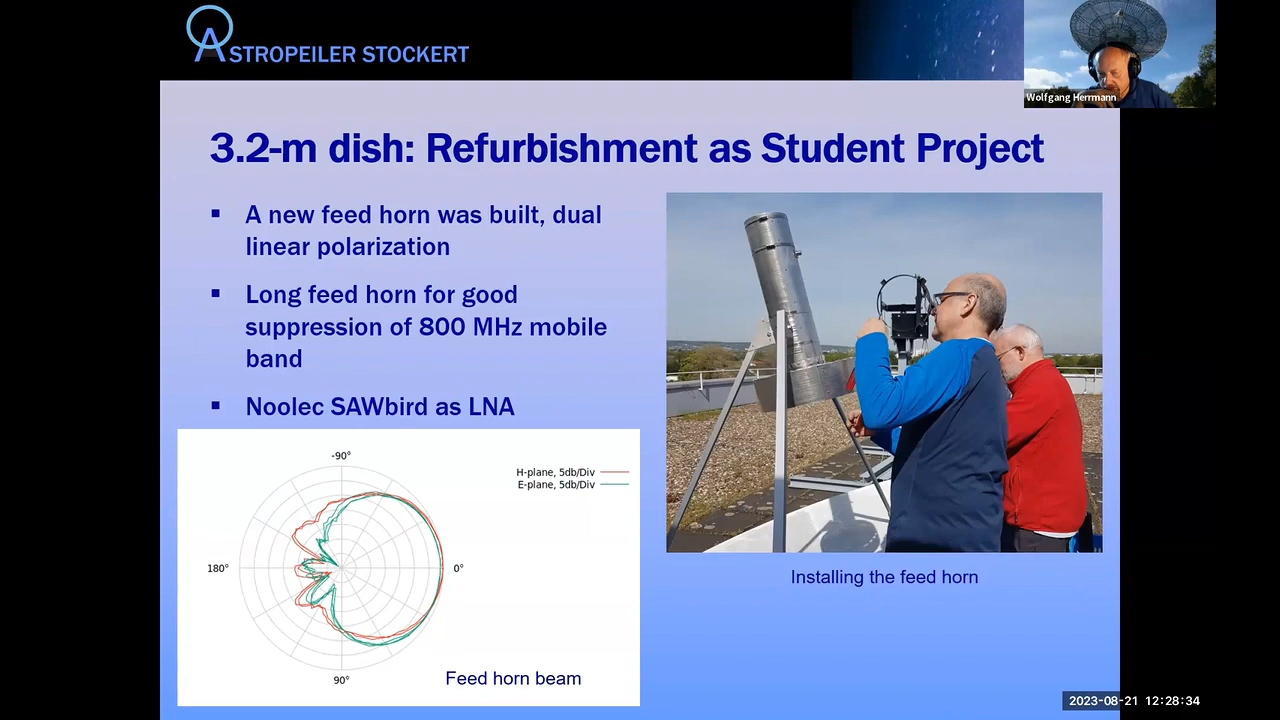 ASTROPEILER STOCKERT
Wolfgang Herrmann
3.2-m dish: Refurbishment as Student Project
▪ A new feed horn was built, dual
linear polarization
▪ Long feed horn for good
suppression of 800 MHz mobile
band
▪ Noolec SAWbird as LNA
-90°
H-plane, 5db/Div
E-plane, 5db/Div
180°
0°
90°
Feed horn beam
Installing the feed horn
2023-08-21 12:28:34